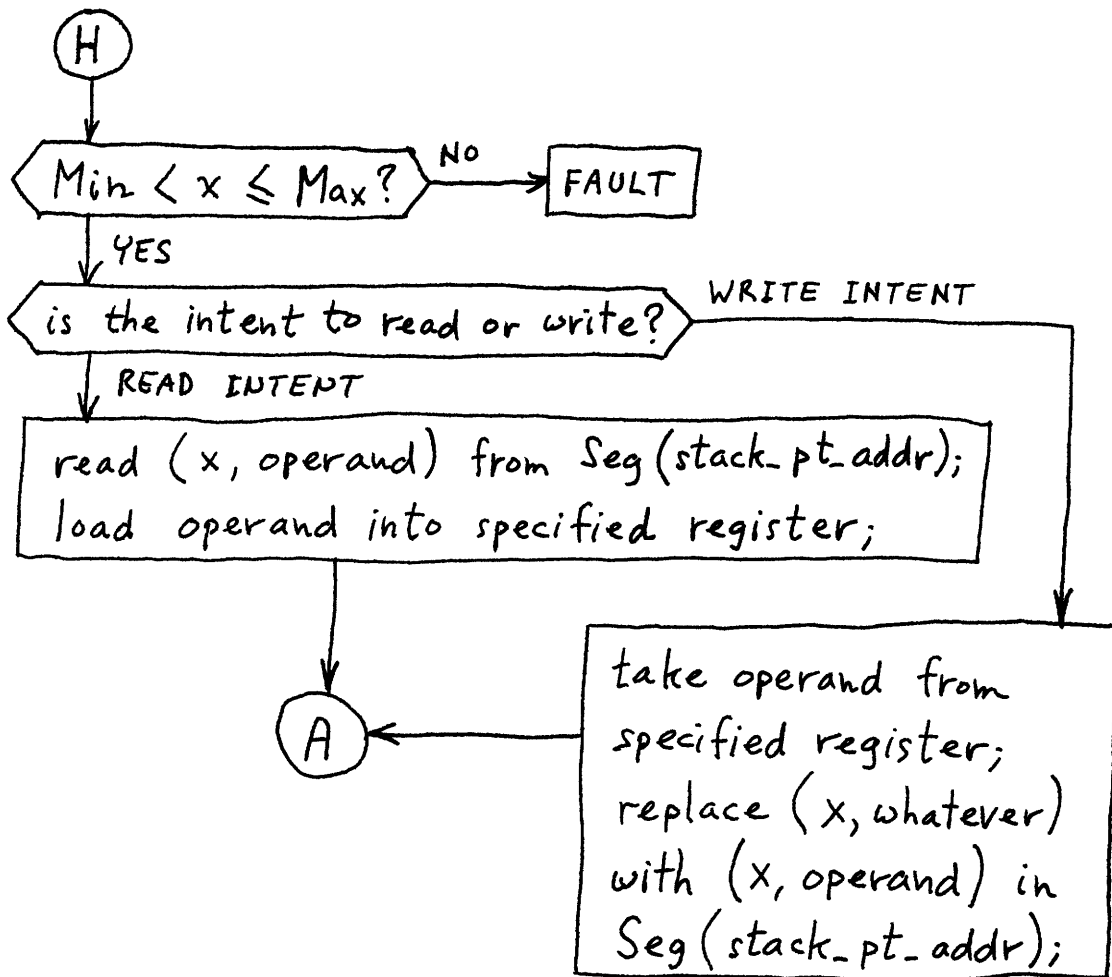 H
Min < x ≤ Max?
NO
FAULT
YES
is the intent to read or write?
WRITE INTENT
READ INTENT
read (x, operand) from Seg(stack_pt_addr);
load operand into specified register;
A
take operand from
specified register;
replace (x, whatever)
with (x, operand) in
Seg(stack_pt_addr);